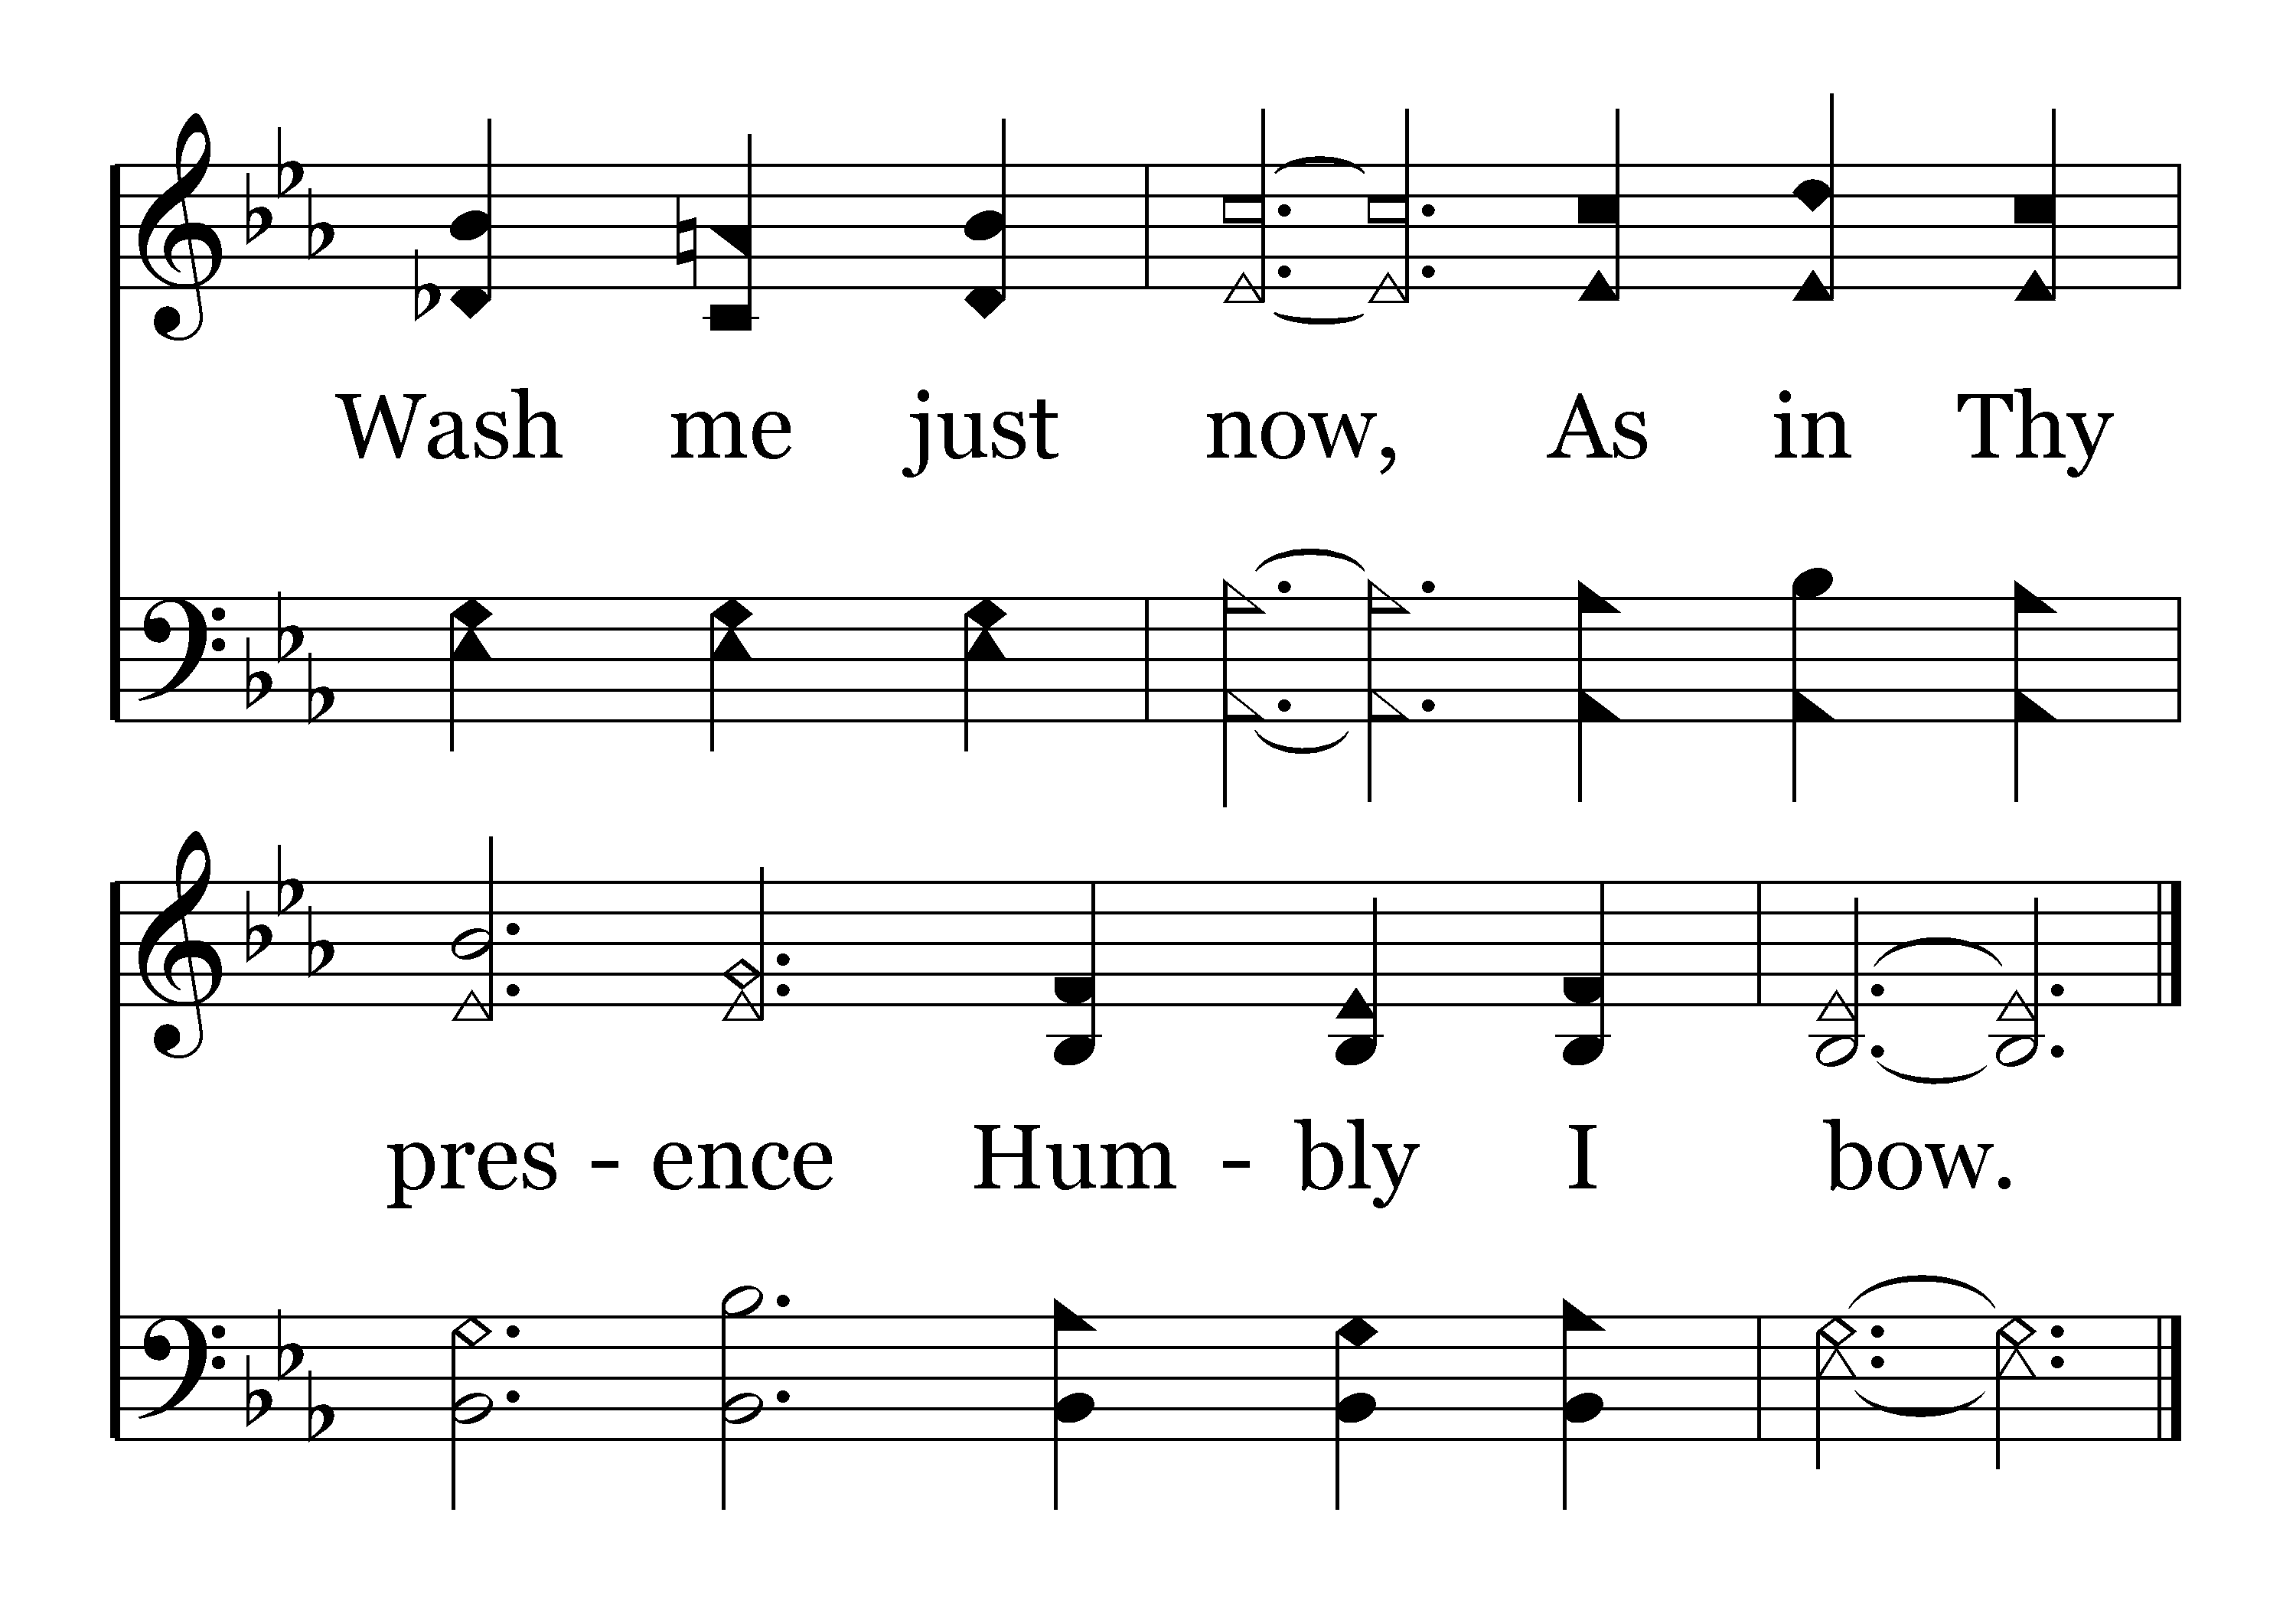 Wash me just now, As in Thy
pres - ence Hum - bly I bow.